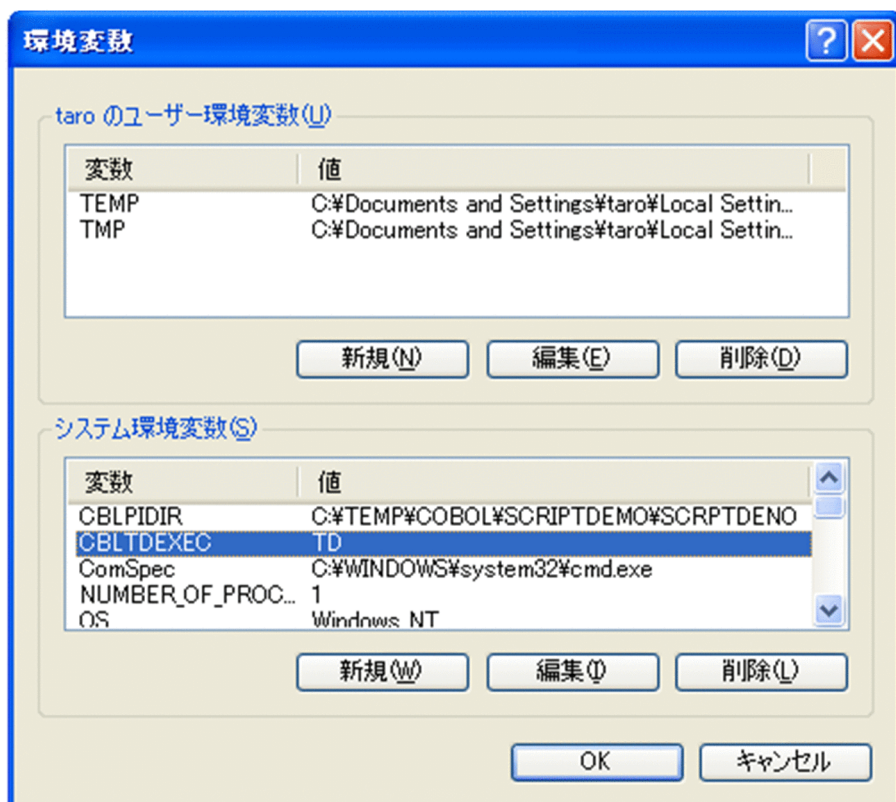 環境変数
taro のユーザー環境変数(U)
変数 値
TEMP C:¥Documents and Settings¥taro¥Local Settin...
TMP C:¥Documents and Settings¥taro¥Local Settin...
新規(N) 編集(E) 削除(D)
システム環境変数(S)
変数 値
CBLPIDIR C:¥TEMP¥COBOL¥SCRIPTDEMO¥SCRPTDENO
CBLTDEXEC TD
ComSpec C:¥WINDOWS¥system32¥cmd.exe
NUMBER_OF_PROC... 1
OS Windows NT
新規(W) 編集(I) 削除(L)
OK キャンセル